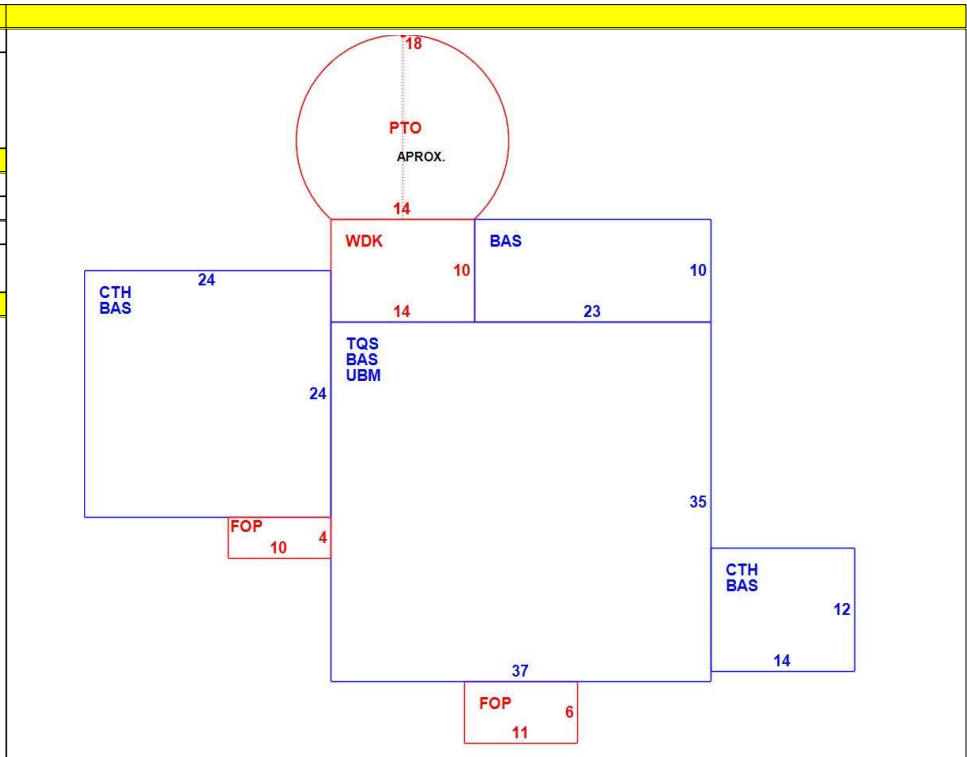 18
PTO
APROX.
14
WDK
BAS
10
10
14
23
24
CTH
BAS
24
TQS
BAS
UBM
35
FOP
4
10
CTH
BAS
12
14
37
FOP
6
11